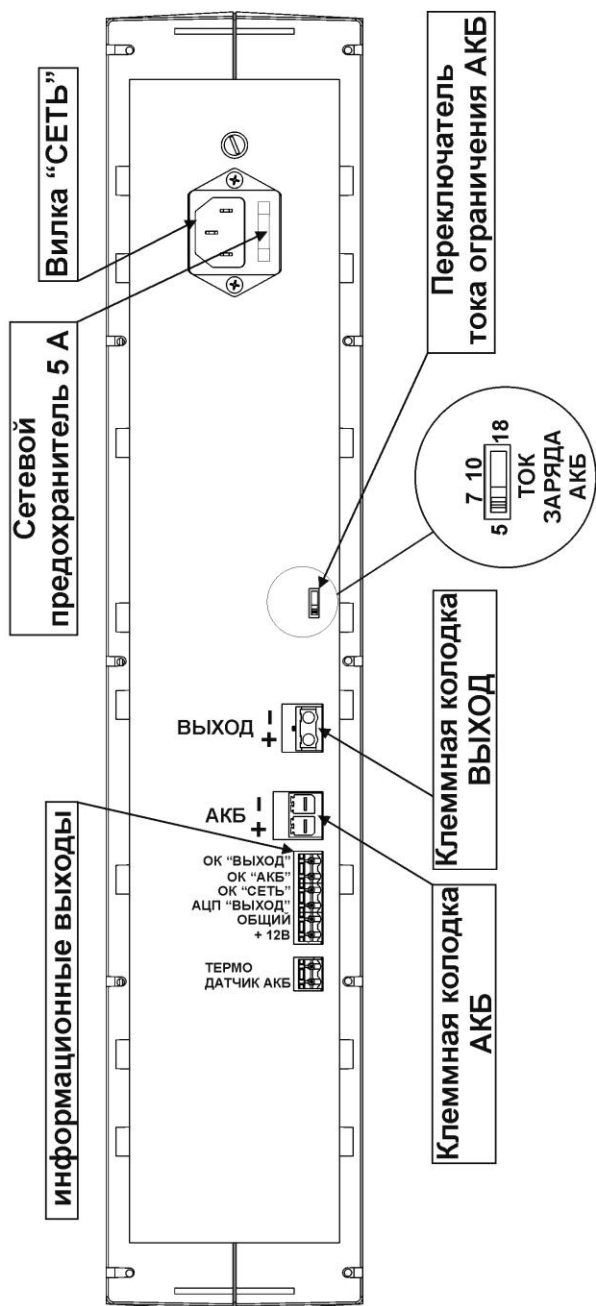 Вилка “СЕТЬ”
Сетевой
предохранитель 5 А
Переключатель
тока ограничения АКБ
7 10
5
18
ТОК
ЗАРЯДА
АКБ
ВЫХОД
+ –
Клеммная колодка
ВЫХОД
АКБ
+ –
Клеммная колодка
АКБ
информационные выходы
ОК “ВЫХОД”
ОК “АКБ”
ОК “СЕТЬ”
АЦП “ВЫХОД”
ОБЩИЙ
+ 12В
ТЕРМО
ДАТЧИК АКБ